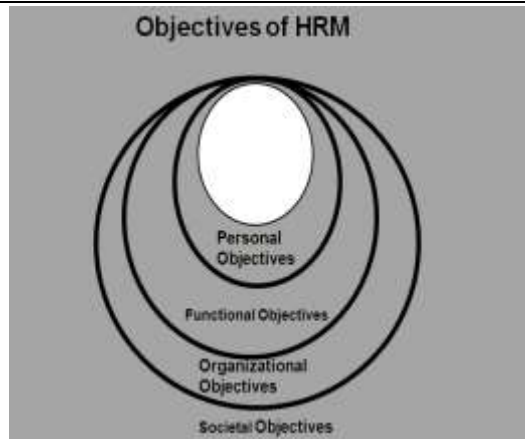 Objectives of HRM
Personal
Objectives
Functional Objectives
Organizational
Objectives
Societal Objectives